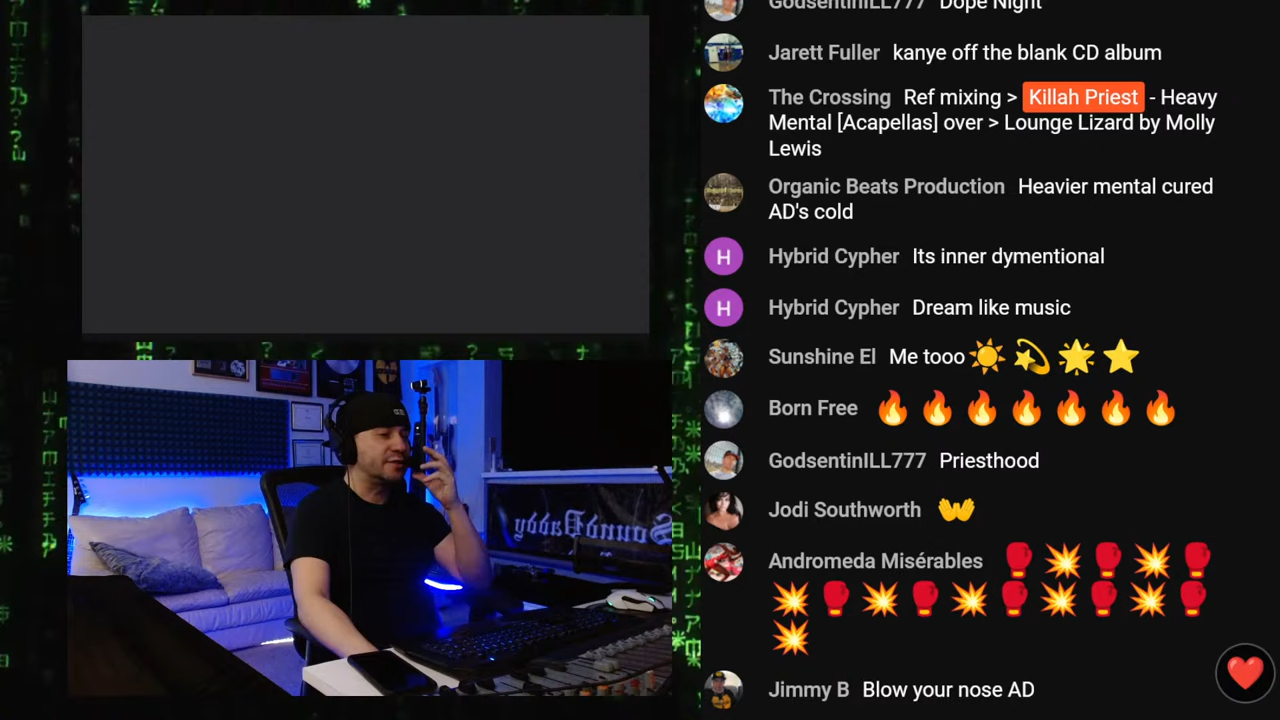 GodsentinILL777 Dope Night
Jarett Fuller kanye off the blank CD album
The Crossing Ref mixing > Killah Priest - Heavy
Mental [Acapellas] over > Lounge Lizard by Molly
Lewis
Organic Beats Production Heavier mental cured
AD's cold
H Hybrid Cypher Its inner dymentional
H Hybrid Cypher Dream like music
Sunshine El Me tooo☀️💫🌟⭐
Born Free 🔥🔥🔥🔥🔥🔥🔥
GodsentinILL777 Priesthood
Jodi Southworth 👐
Andromeda Misérables 🥊💥🥊💥🥊
💥🥊💥🥊💥🥊💥🥊💥🥊
💥
Jimmy B Blow your nose AD
SoundDaddy